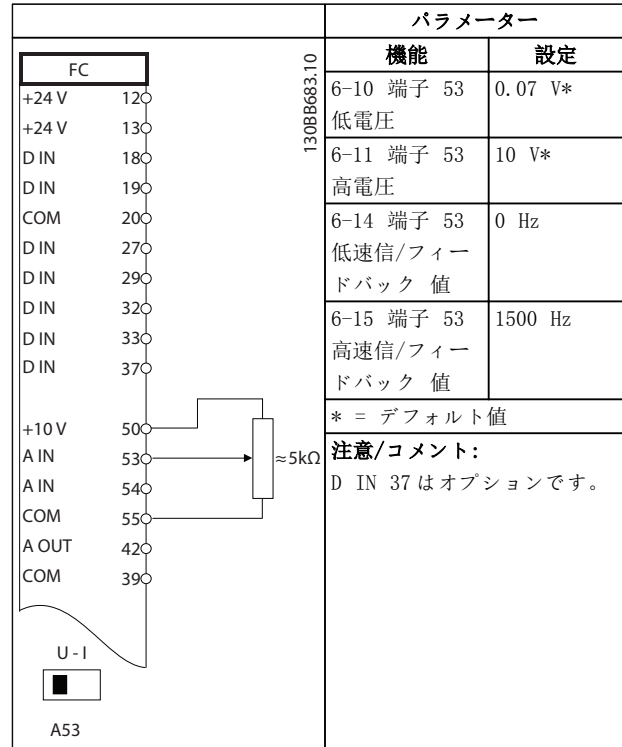 FC
+24 V 12
+24 V 13
D IN 18
D IN 19
COM 20
D IN 27
D IN 29
D IN 32
D IN 33
D IN 37
+10 V 50
A IN 53
A IN 54
COM 55
A OUT 42
COM 39
≈5kΩ
U - I
A53
130BB683.10
パラメーター
機能 設定
6-10 端子 53 0.07 V*
低電圧
6-11 端子 53 10 V*
高電圧
6-14 端子 53 0 Hz
低速信/フィー
ドバック 値
6-15 端子 53 1500 Hz
高速信/フィー
ドバック 値
* = デフォルト値
注意/コメント:
D IN 37はオプションです。